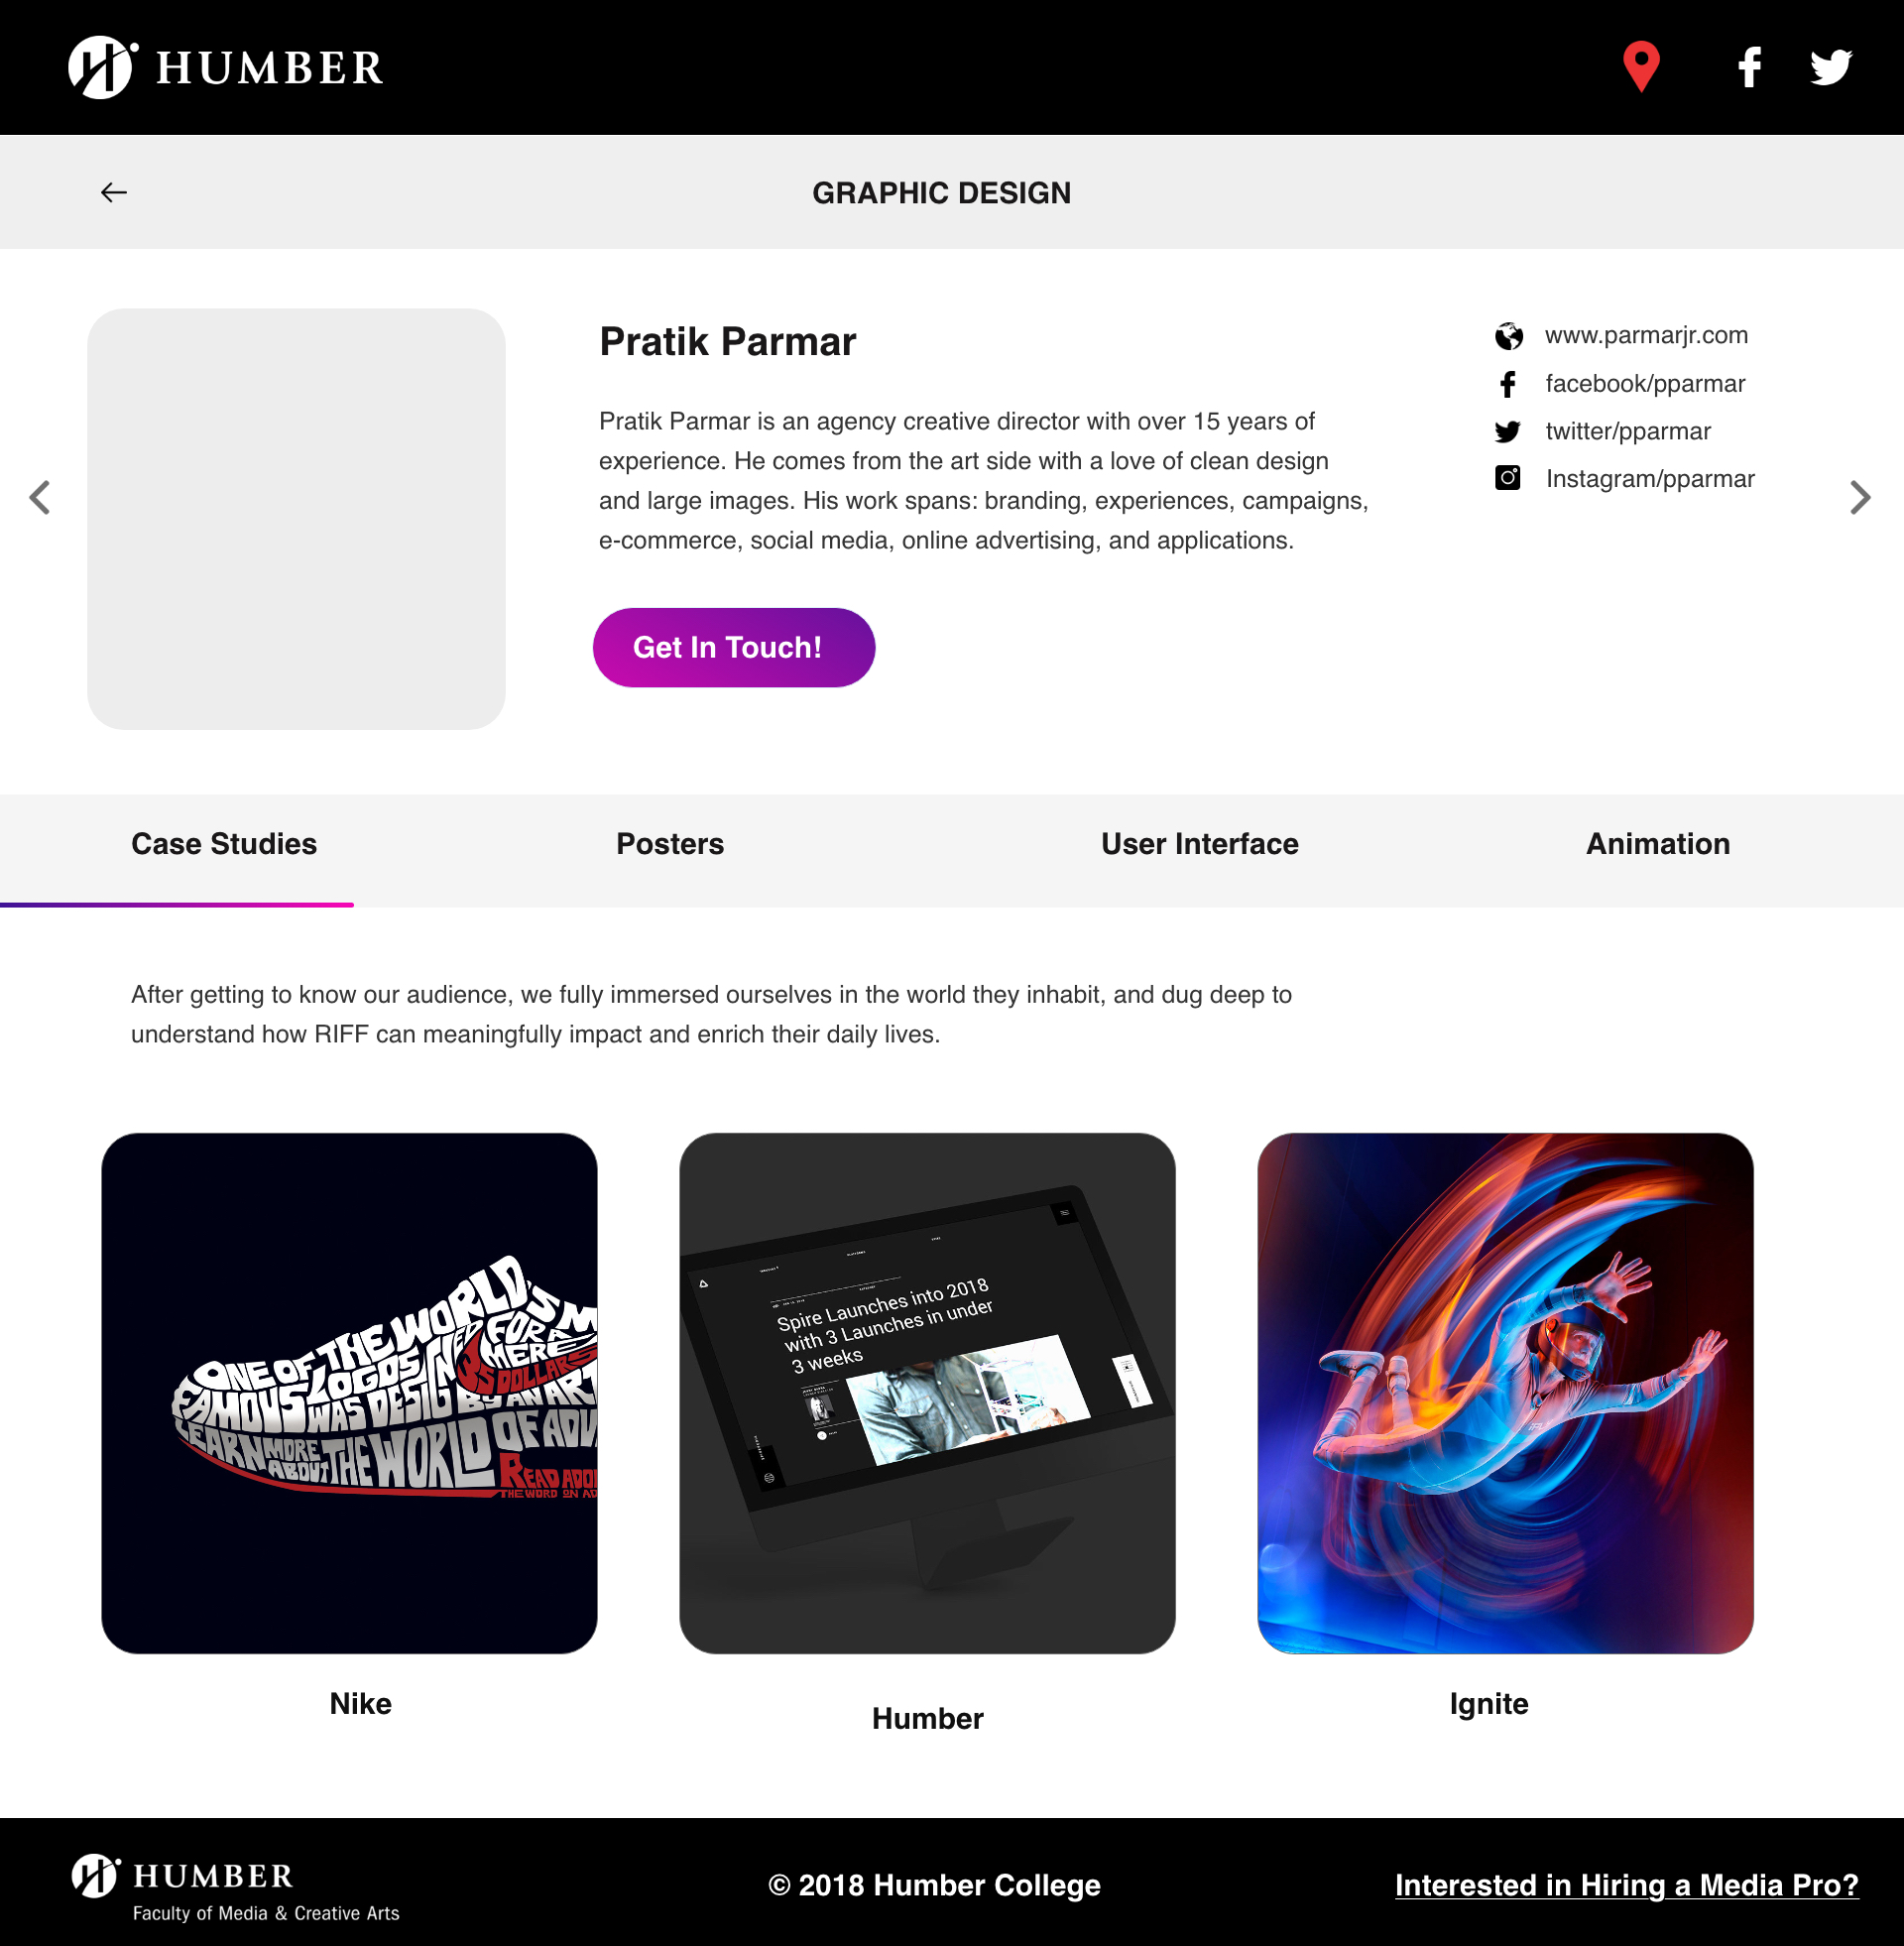 HUMBER
GRAPHIC DESIGN
Pratik Parmar
Pratik Parmar is an agency creative director with over 15 years of
experience. He comes from the art side with a love of clean design
and large images. His work spans: branding, experiences, campaigns,
e-commerce, social media, online advertising, and applications.
Get In Touch!
www.parmarjr.com
facebook/pparmar
twitter/pparmar
Instagram/pparmar
Case Studies
Posters
User Interface
Animation
After getting to know our audience, we fully immersed ourselves in the world they inhabit, and dug deep to
understand how RIFF can meaningfully impact and enrich their daily lives.
ONE OF THE WORLD'S M
FAMOUS LOGOS WAS DESIGNED FOR A MERE
35 DOLLARS
BY AN ART
LEARN MORE ABOUT THE WORLD OF ADV
READ ADD
THE WORD ON AD
Spire Launches into 2018
with 3 Launches in under
3 weeks
Nike
Humber
Ignite
HUMBER
Faculty of Media & Creative Arts
© 2018 Humber College
Interested in Hiring a Media Pro?